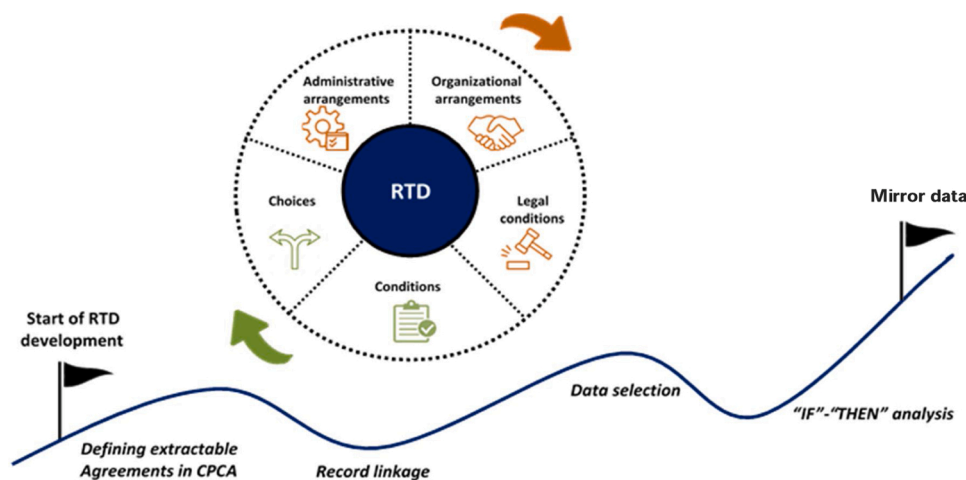 Administrative
arrangements
Organizational
arrangements
RTD
Choices
Legal
conditions
Conditions
Mirror data
Start of RTD
development
Data selection
"IF"-"THEN" analysis
Defining extractable
Agreements in CPCA
Record linkage